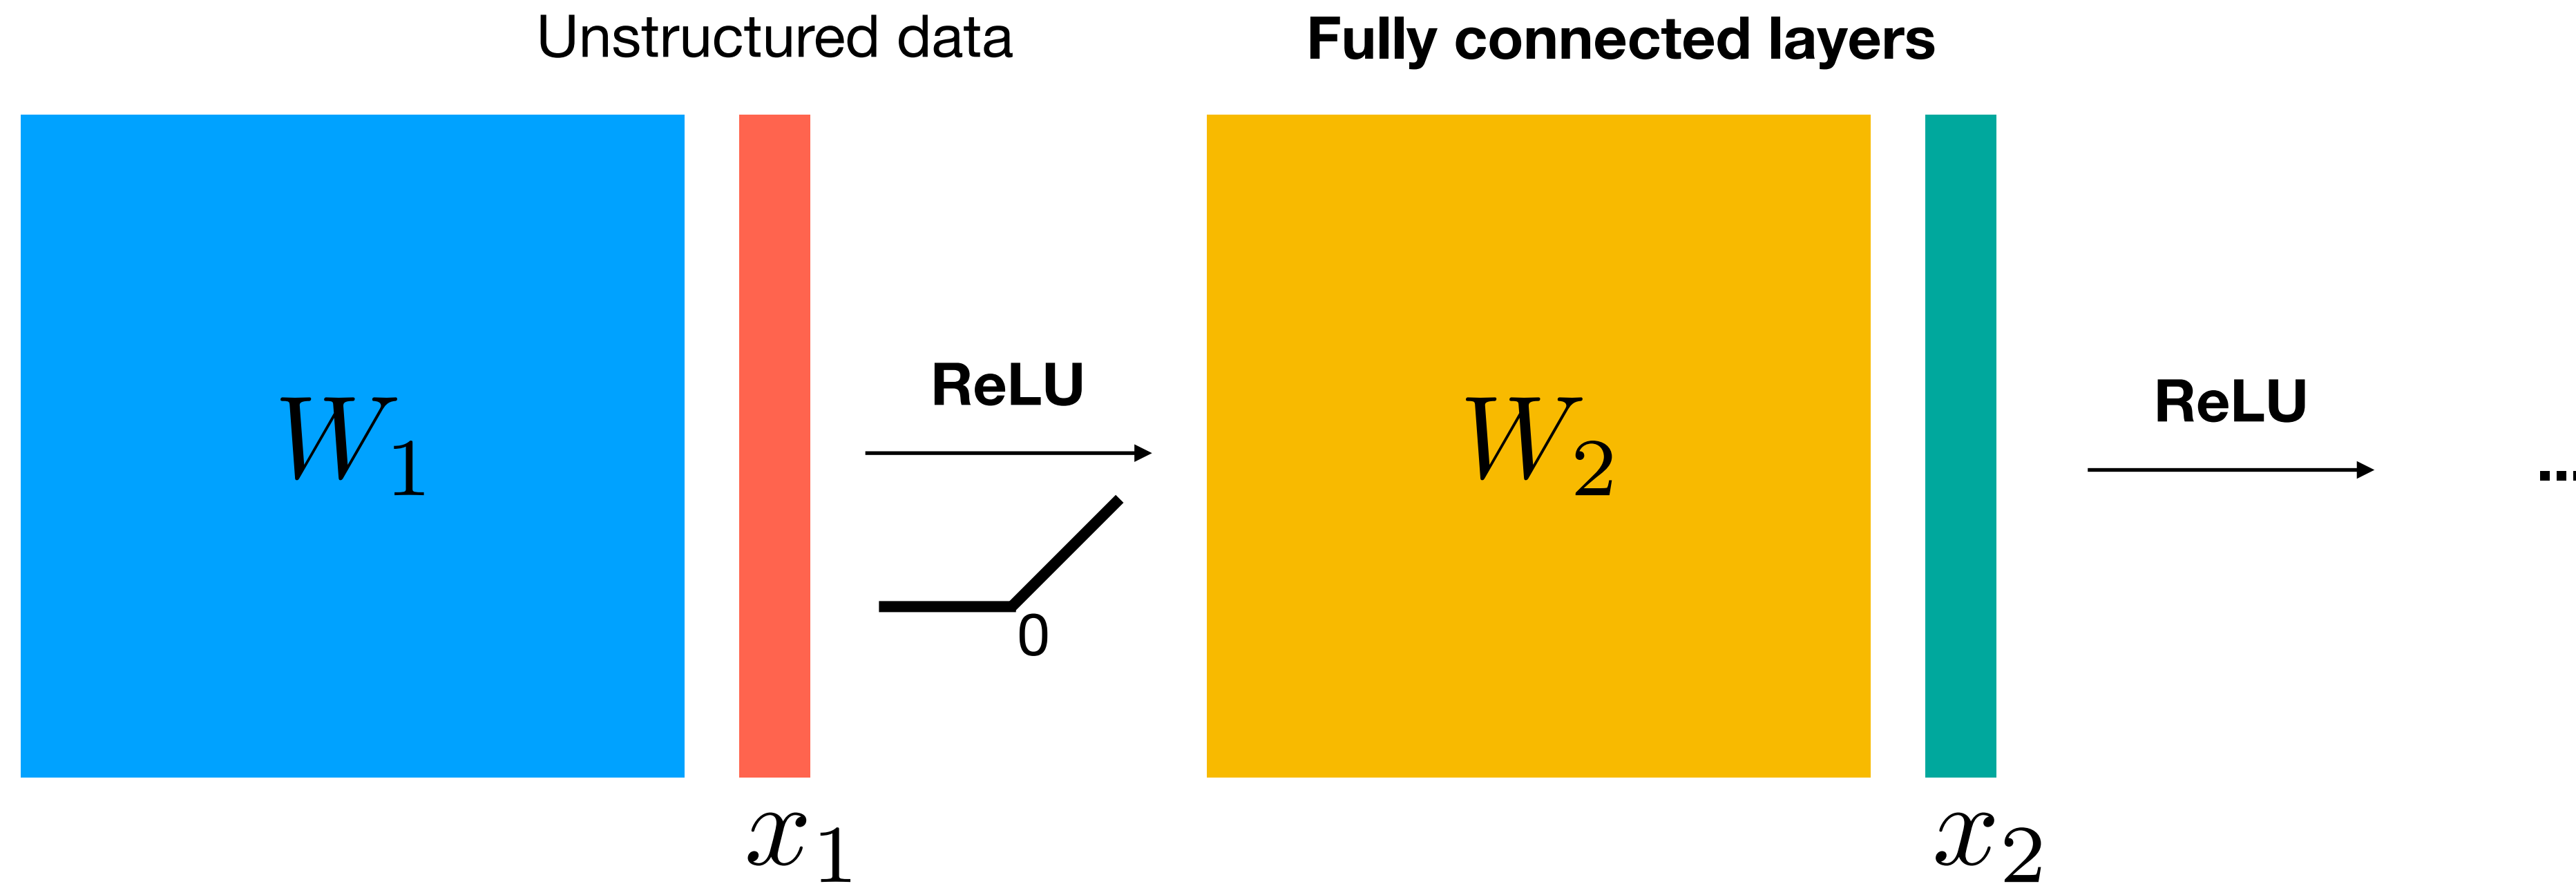 Unstructured data
Fully connected layers
W₁
ReLU
0
W₂
ReLU
...
x₁
x₂